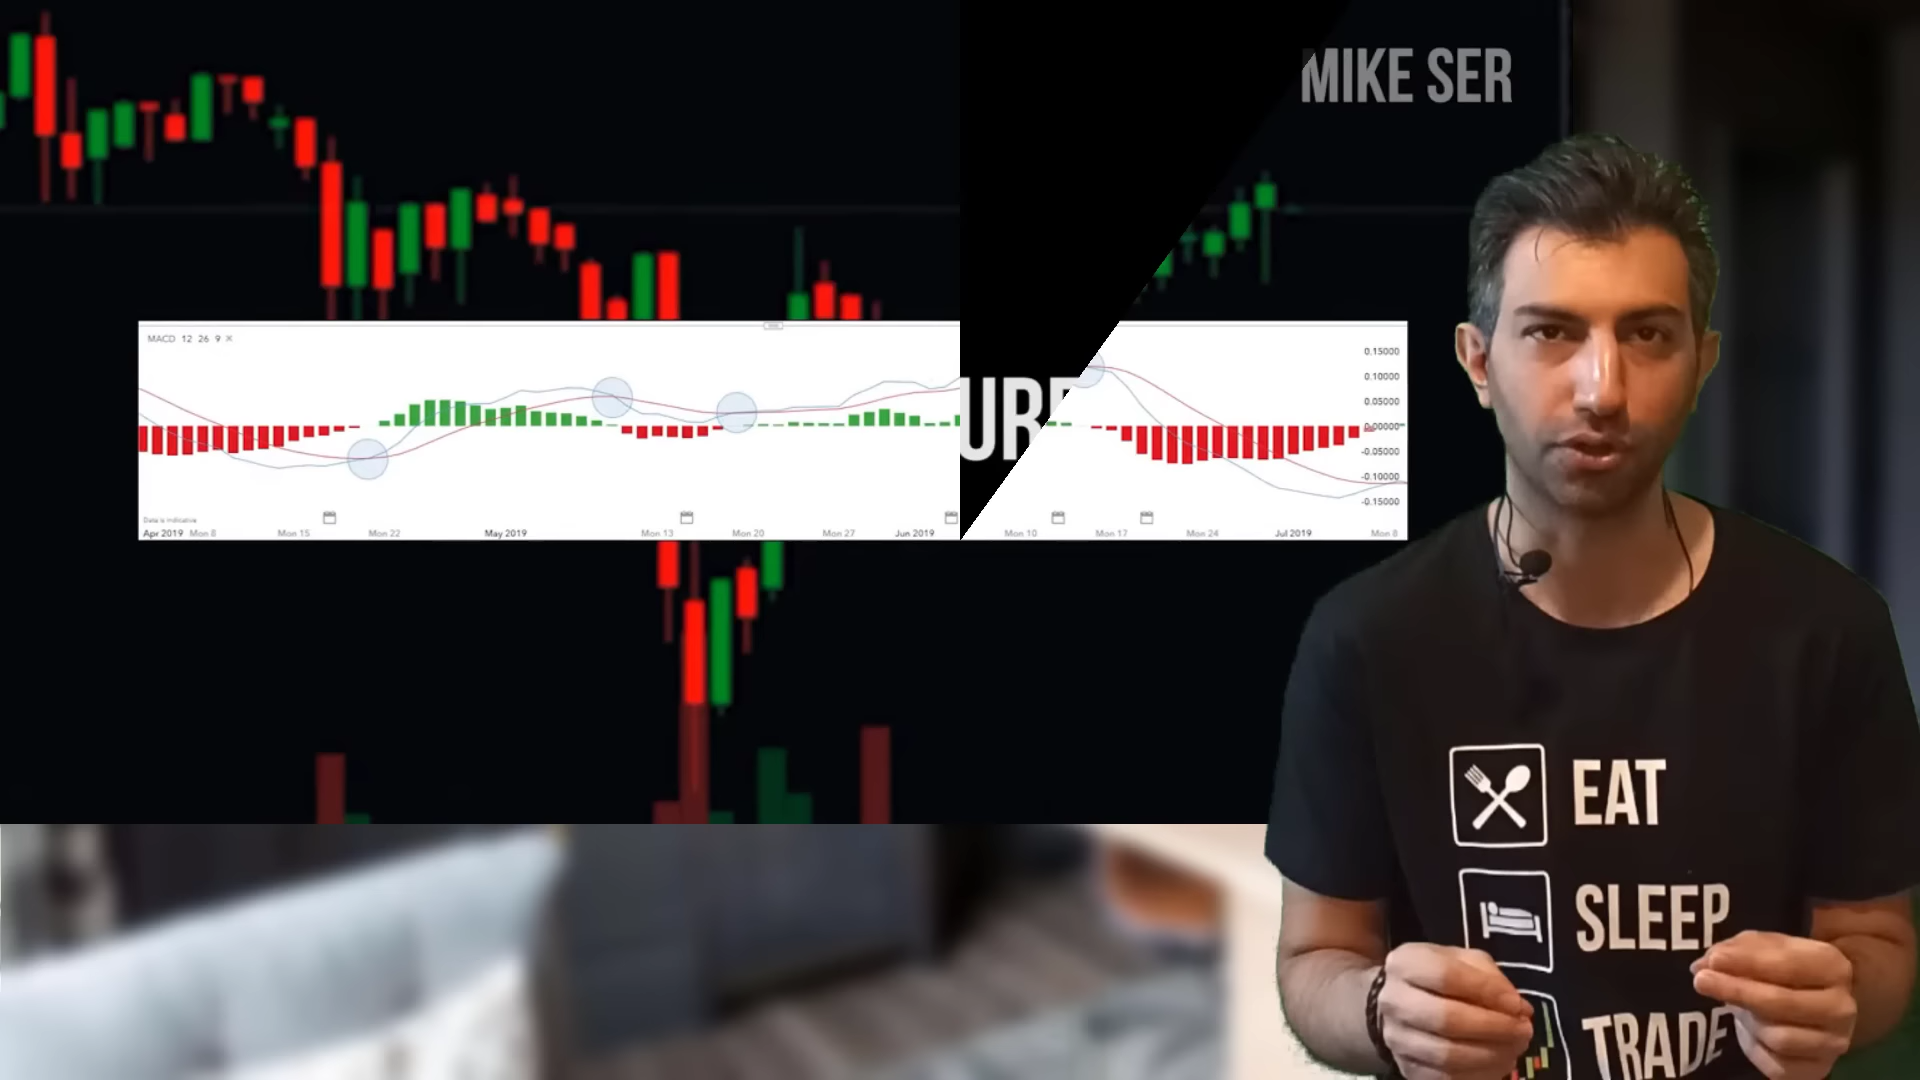 MIKE SER
MACD 12 26 9 ×
0.15000
0.10000
0.05000
0.00000
-0.05000
-0.10000
-0.15000
URE
Data is indicative
Apr 2019 Mon 8 Mon 15 Mon 22 May 2019 Mon 13 Mon 20 Mon 27 Jun 2019 Mon 10 Mon 17 Mon 24 Jul 2019 Mon 8
EAT
SLEEP
TRADE